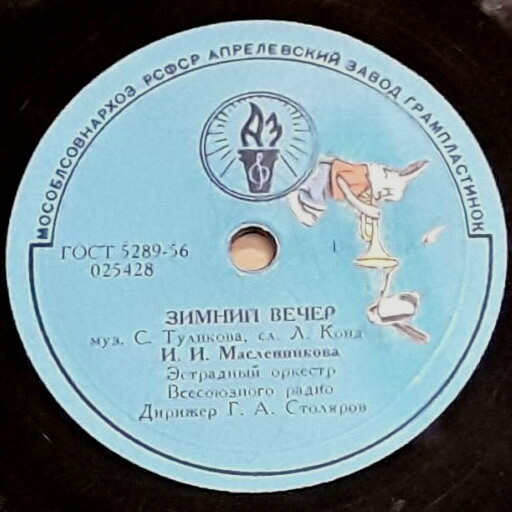 МОСОБЛСОВНАРХОЗ РСФСР АПРЕЛЕВСКИЙ ЗАВОД ГРАМПЛАСТИНОК
АЗ
ГОСТ 5289-56
025428
ЗИМНИЙ ВЕЧЕР
муз. С. Туликова, сл. Л. Конд
И. И. Масленникова
Эстрадный оркестр
Всесоюзного радио
Дирижер Г. А. Столяров